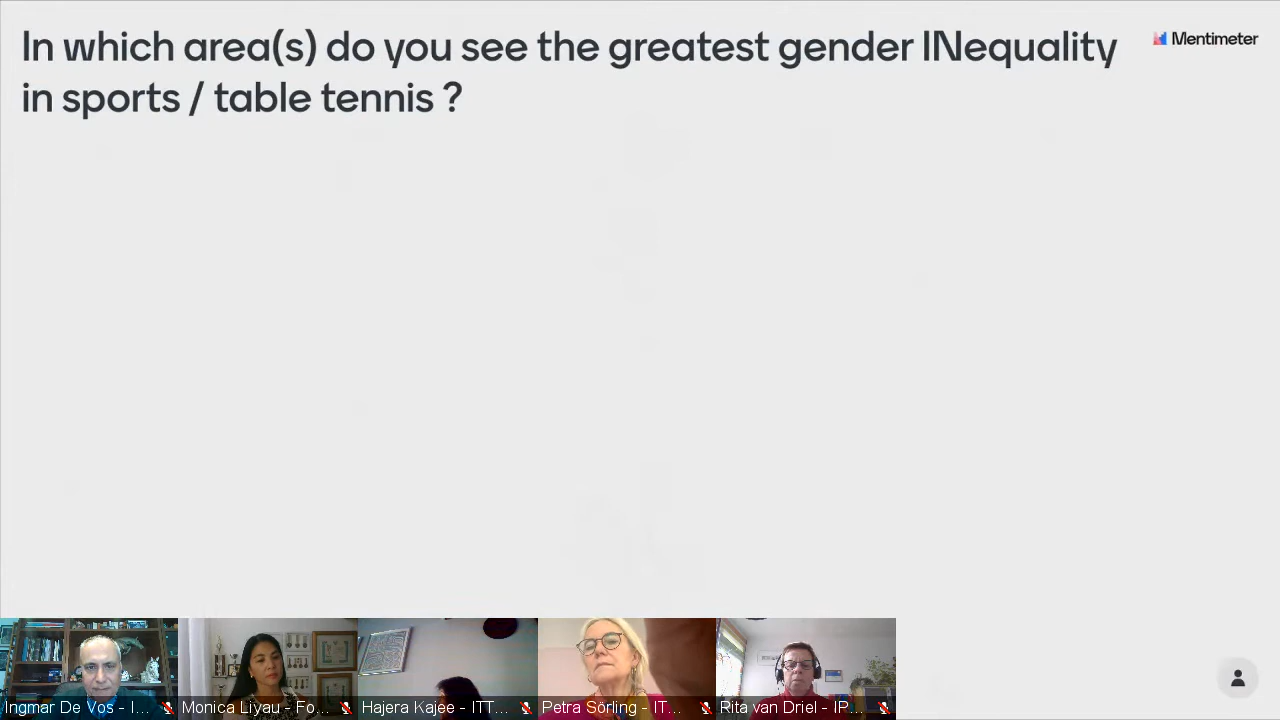 In which area(s) do you see the greatest gender INequality
in sports / table tennis ?
Mentimeter
Ingmar De Vos - I...
Monica Liyau - Fo...
Hajera Kajee - ITT...
Petra Sörling - IT...
Rita van Driel - IP...